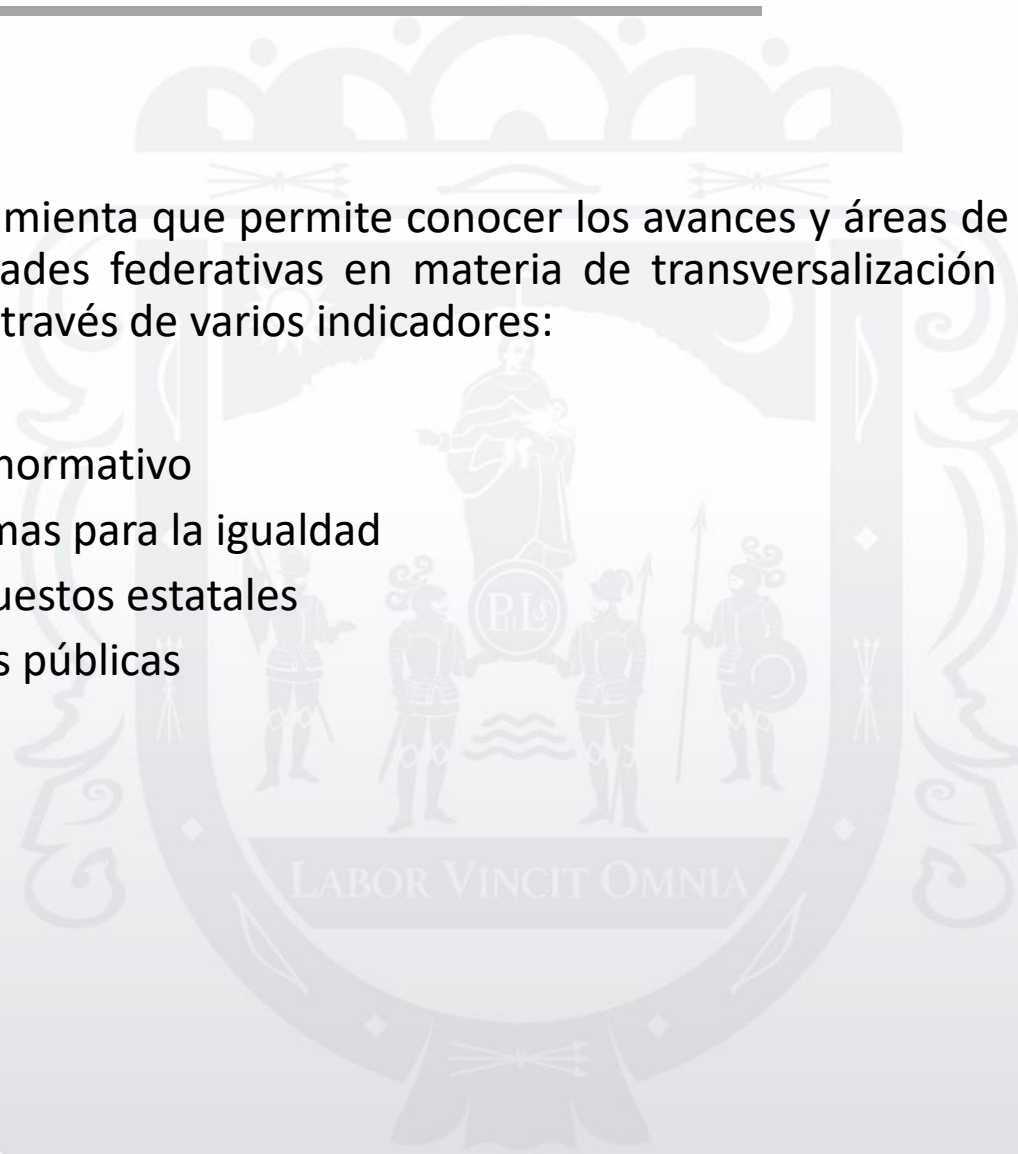 mienta que permite conocer los avances y áreas de
ades federativas en materia de transversalización
través de varios indicadores:
normativo
mas para la igualdad
uestos estatales
s públicas
LABOR VINCIT OMNIA